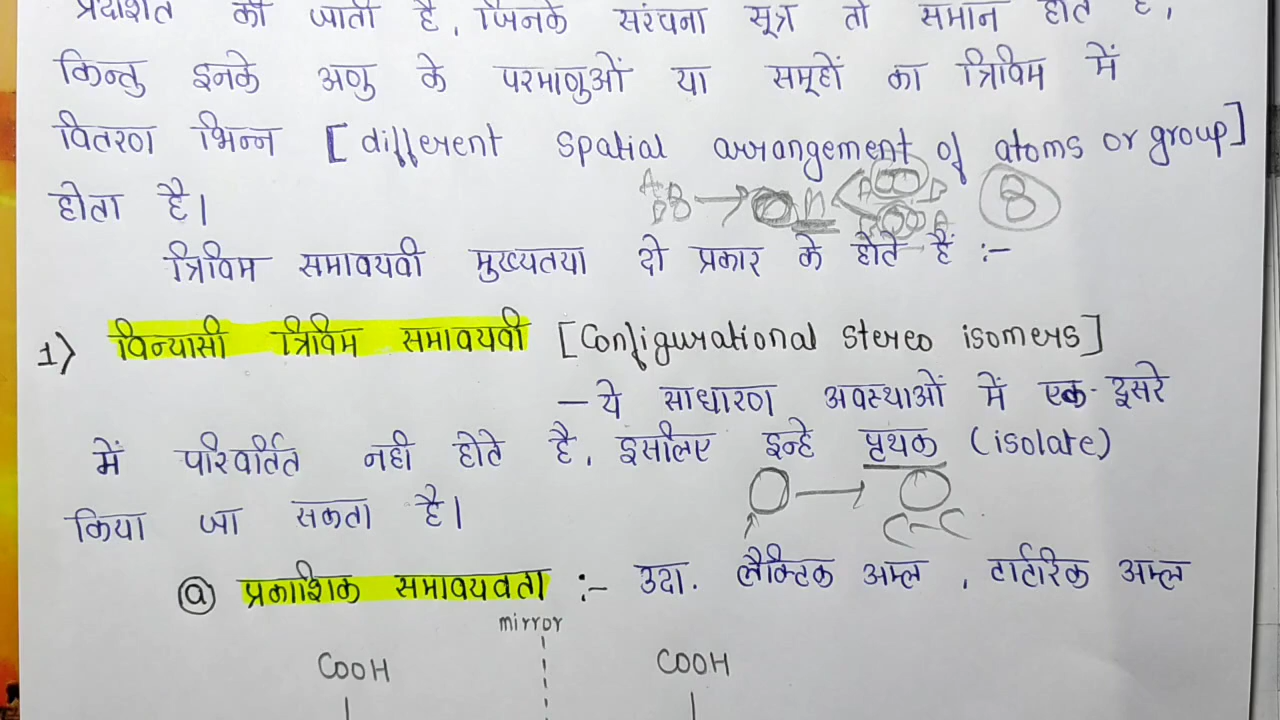 प्रदर्शित की जाती है, जिनके संरचना सूत्र तो समान होते है,
किन्तु इनके अणु के परमाणुओं या समूहों का त्रिविम में
वितरण भिन्न [different spatial arrangement of atoms or group]
होता है।
त्रिविम समावयवी मुख्यतया दो प्रकार के होते हैं :-
1) विन्यासी त्रिविम समावयवी [Configurational stereo isomers]
– ये साधारण अवस्थाओं में एक-दूसरे
में परिवर्तित नही होते है, इसीलिए इन्हे पृथक (isolate)
किया जा सकता है।
(a) प्रकाशिक समावयवता :- उदा. लैक्टिक अम्ल , टार्टरिक अम्ल
mirror
COOH COOH